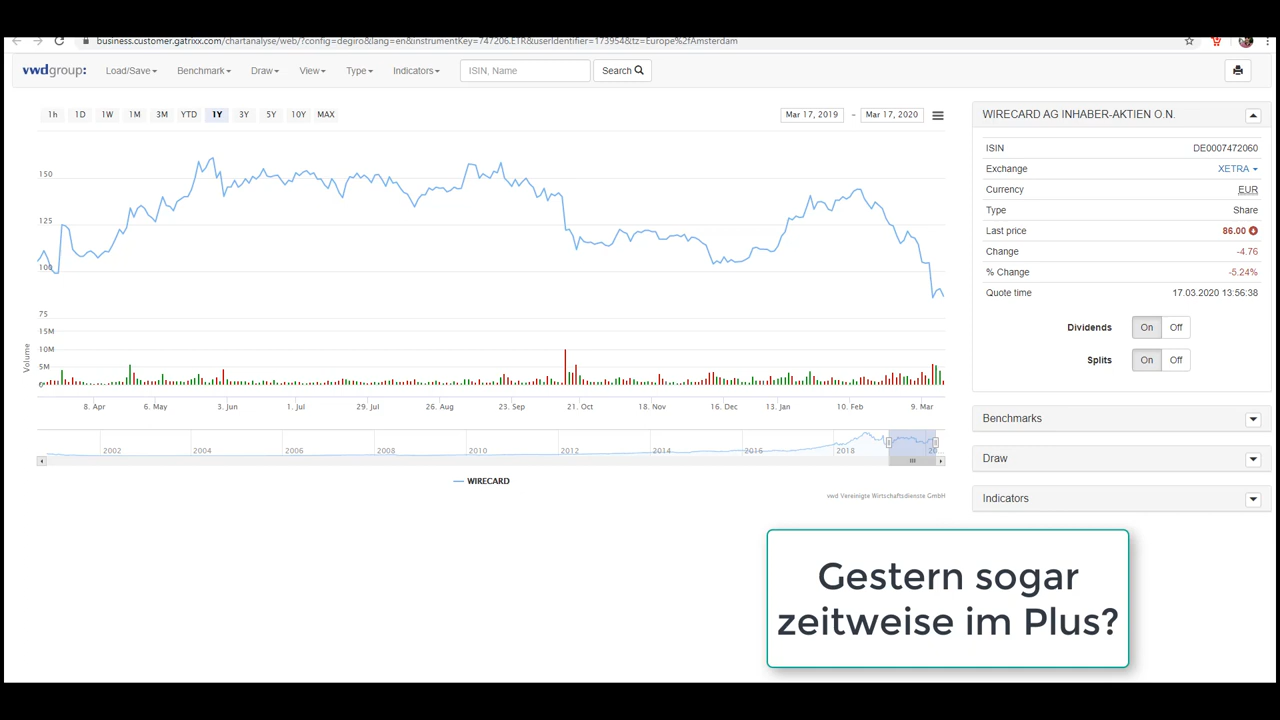 business.customer.gatrixx.com/chartanalyse/web/?config=degiro&lang=en&instrumentKey=747206.ETR&userIdentifier=173954&tz=Europe%2fAmsterdam
vwdgroup: Load/Save Benchmark Draw View Type Indicators ISIN, Name Search
1h 1D 1W 1M 3M YTD 1Y 3Y 5Y 10Y MAX Mar 17, 2019 - Mar 17, 2020
150
125
100
75
15M
10M
5M
0
Volume
8. Apr 6. May 3. Jun 1. Jul 29. Jul 26. Aug 23. Sep 21. Oct 18. Nov 16. Dec 13. Jan 10. Feb 9. Mar
2002 2004 2006 2008 2010 2012 2014 2016 2018 20
WIRECARD
vwd Vereinigte Wirtschaftsdienste GmbH
WIRECARD AG INHABER-AKTIEN O.N.
ISIN DE0007472060
Exchange XETRA
Currency EUR
Type Share
Last price 86.00
Change -4.76
% Change -5.24%
Quote time 17.03.2020 13:56:38
Dividends On Off
Splits On Off
Benchmarks
Draw
Indicators
Gestern sogar
zeitweise im Plus?